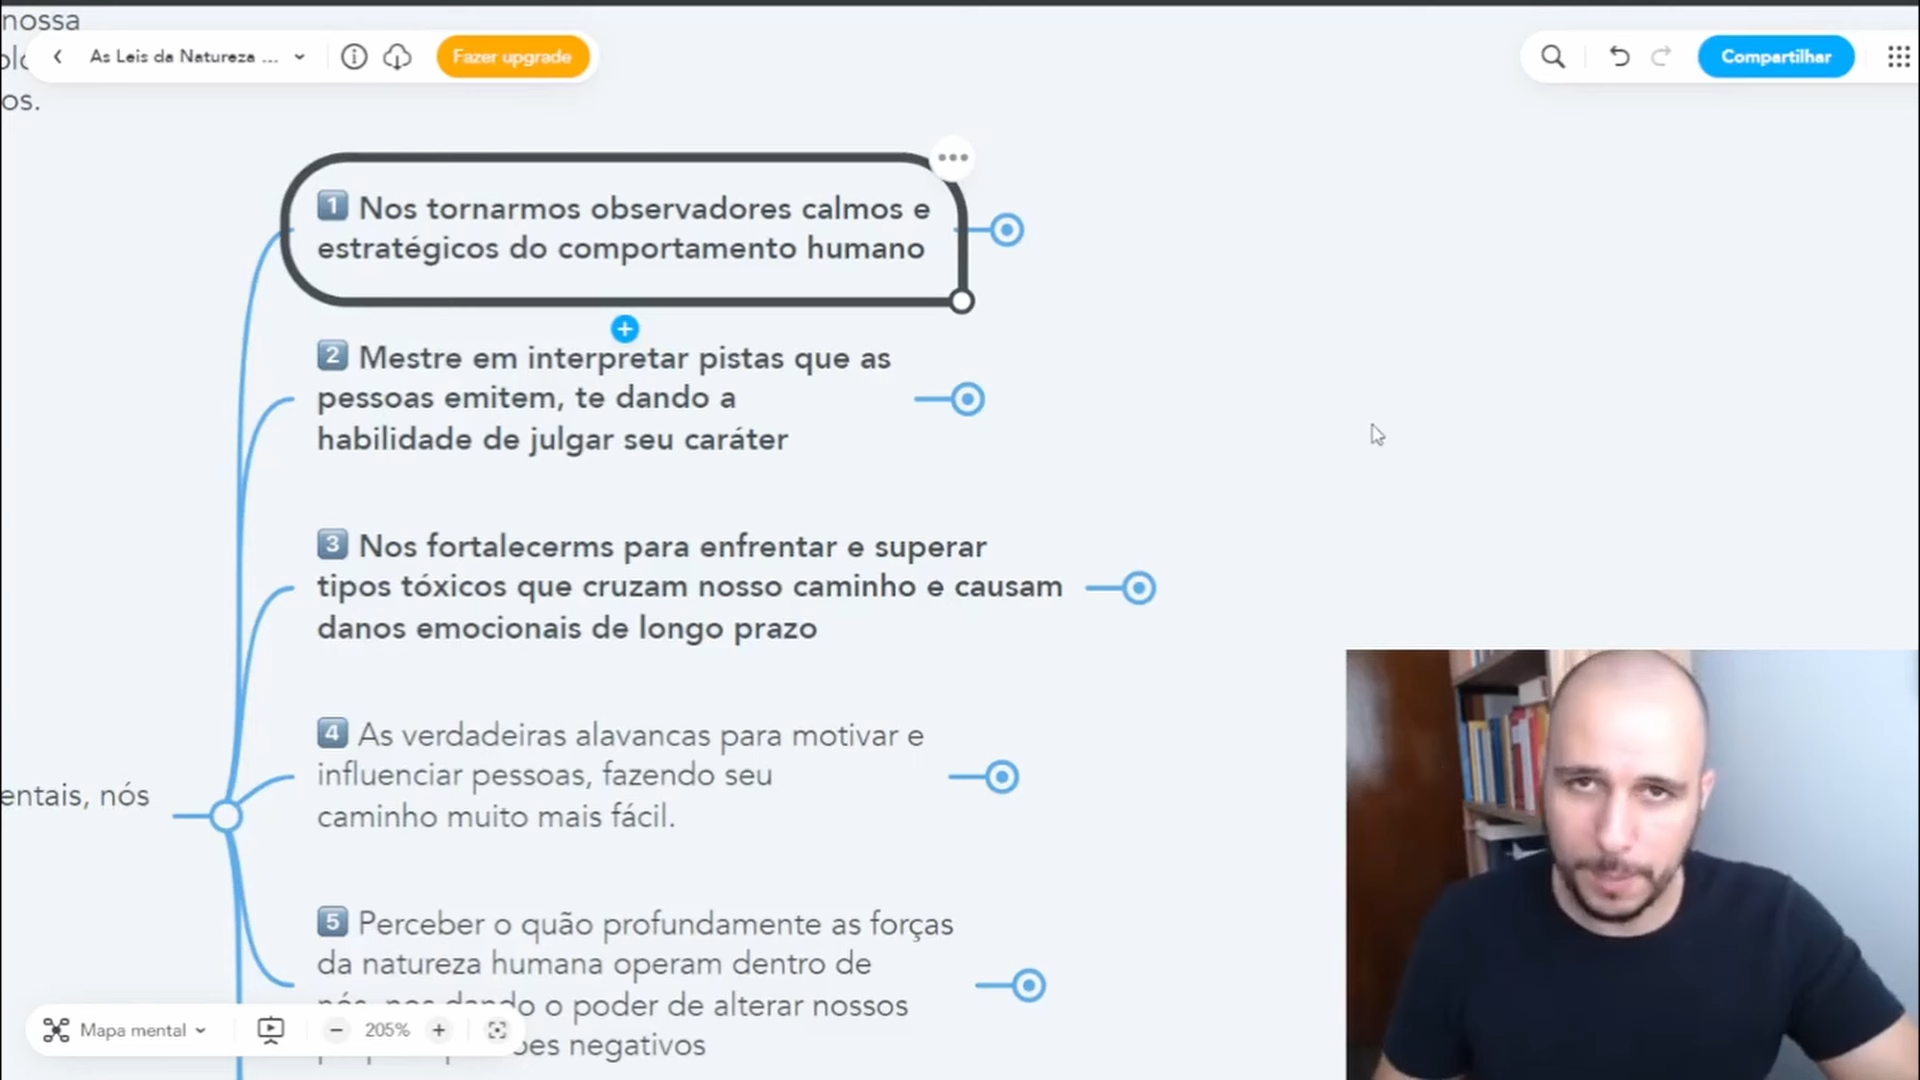 nossa
As Leis da Natureza ...
Fazer upgrade
Compartilhar
os.
1 Nos tornarmos observadores calmos e
estratégicos do comportamento humano
2 Mestre em interpretar pistas que as
pessoas emitem, te dando a
habilidade de julgar seu caráter
3 Nos fortalecerms para enfrentar e superar
tipos tóxicos que cruzam nosso caminho e causam
danos emocionais de longo prazo
4 As verdadeiras alavancas para motivar e
influenciar pessoas, fazendo seu
caminho muito mais fácil.
entais, nós
5 Perceber o quão profundamente as forças
da natureza humana operam dentro de
nós, nos dando o poder de alterar nossos
ões negativos
Mapa mental
205%